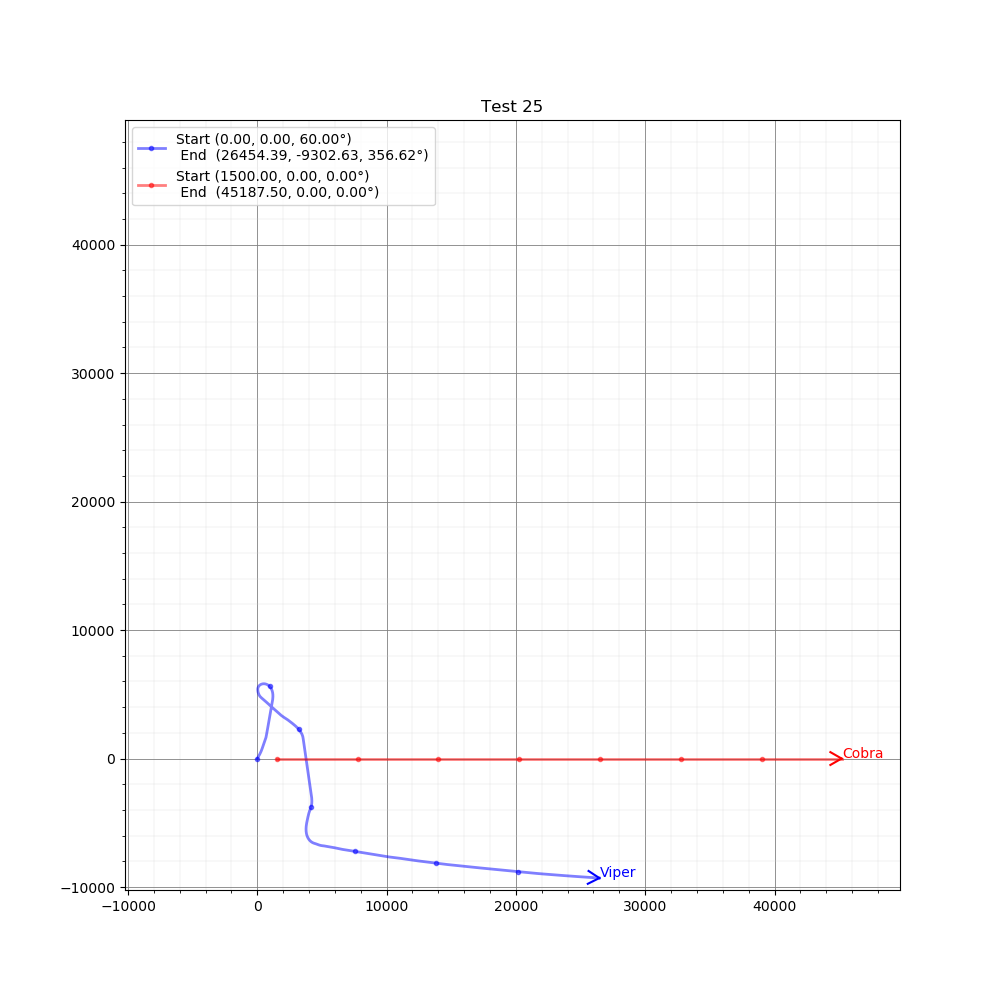 Test 25
Start (0.00, 0.00, 60.00°)
End (26454.39, -9302.63, 356.62°)
Start (1500.00, 0.00, 0.00°)
End (45187.50, 0.00, 0.00°)
40000
30000
20000
10000
0
−10000
Cobra
Viper
−10000 0 10000 20000 30000 40000